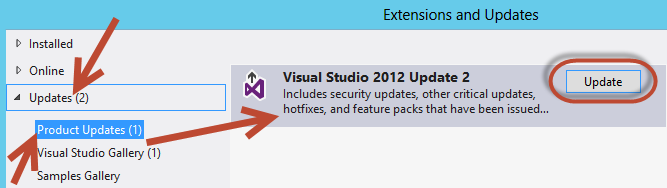 Extensions and Updates
Installed
Online
Updates (2)
Product Updates (1)
Visual Studio Gallery (1)
Samples Gallery
Visual Studio 2012 Update 2
Includes security updates, other critical updates,
hotfixes, and feature packs that have been issued...
Update